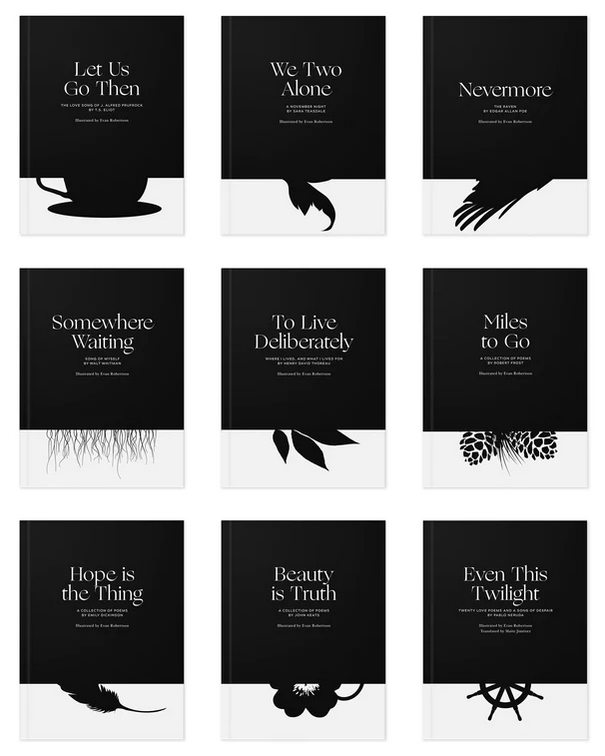 Let Us
Go Then
THE LOVE SONG OF J. ALFRED PRUFROCK
BY T.S. ELIOT
Illustrated by Evan Robertson
We Two
Alone
A NOVEMBER NIGHT
BY SARA TEASDALE
Illustrated by Evan Robertson
Nevermore
THE RAVEN
BY EDGAR ALLAN POE
Illustrated by Evan Robertson
Somewhere
Waiting
SONG OF MYSELF
BY WALT WHITMAN
Illustrated by Evan Robertson
To Live
Deliberately
WHERE I LIVED, AND WHAT I LIVED FOR
BY HENRY DAVID THOREAU
Illustrated by Evan Robertson
Miles
to Go
A COLLECTION OF POEMS
BY ROBERT FROST
Illustrated by Evan Robertson
Hope is
the Thing
A COLLECTION OF POEMS
BY EMILY DICKINSON
Illustrated by Evan Robertson
Beauty
is Truth
A COLLECTION OF POEMS
BY JOHN KEATS
Illustrated by Evan Robertson
Even This
Twilight
TWENTY LOVE POEMS AND A SONG OF DESPAIR
BY PABLO NERUDA
Illustrated by Evan Robertson
Translated by Maria Jiménez